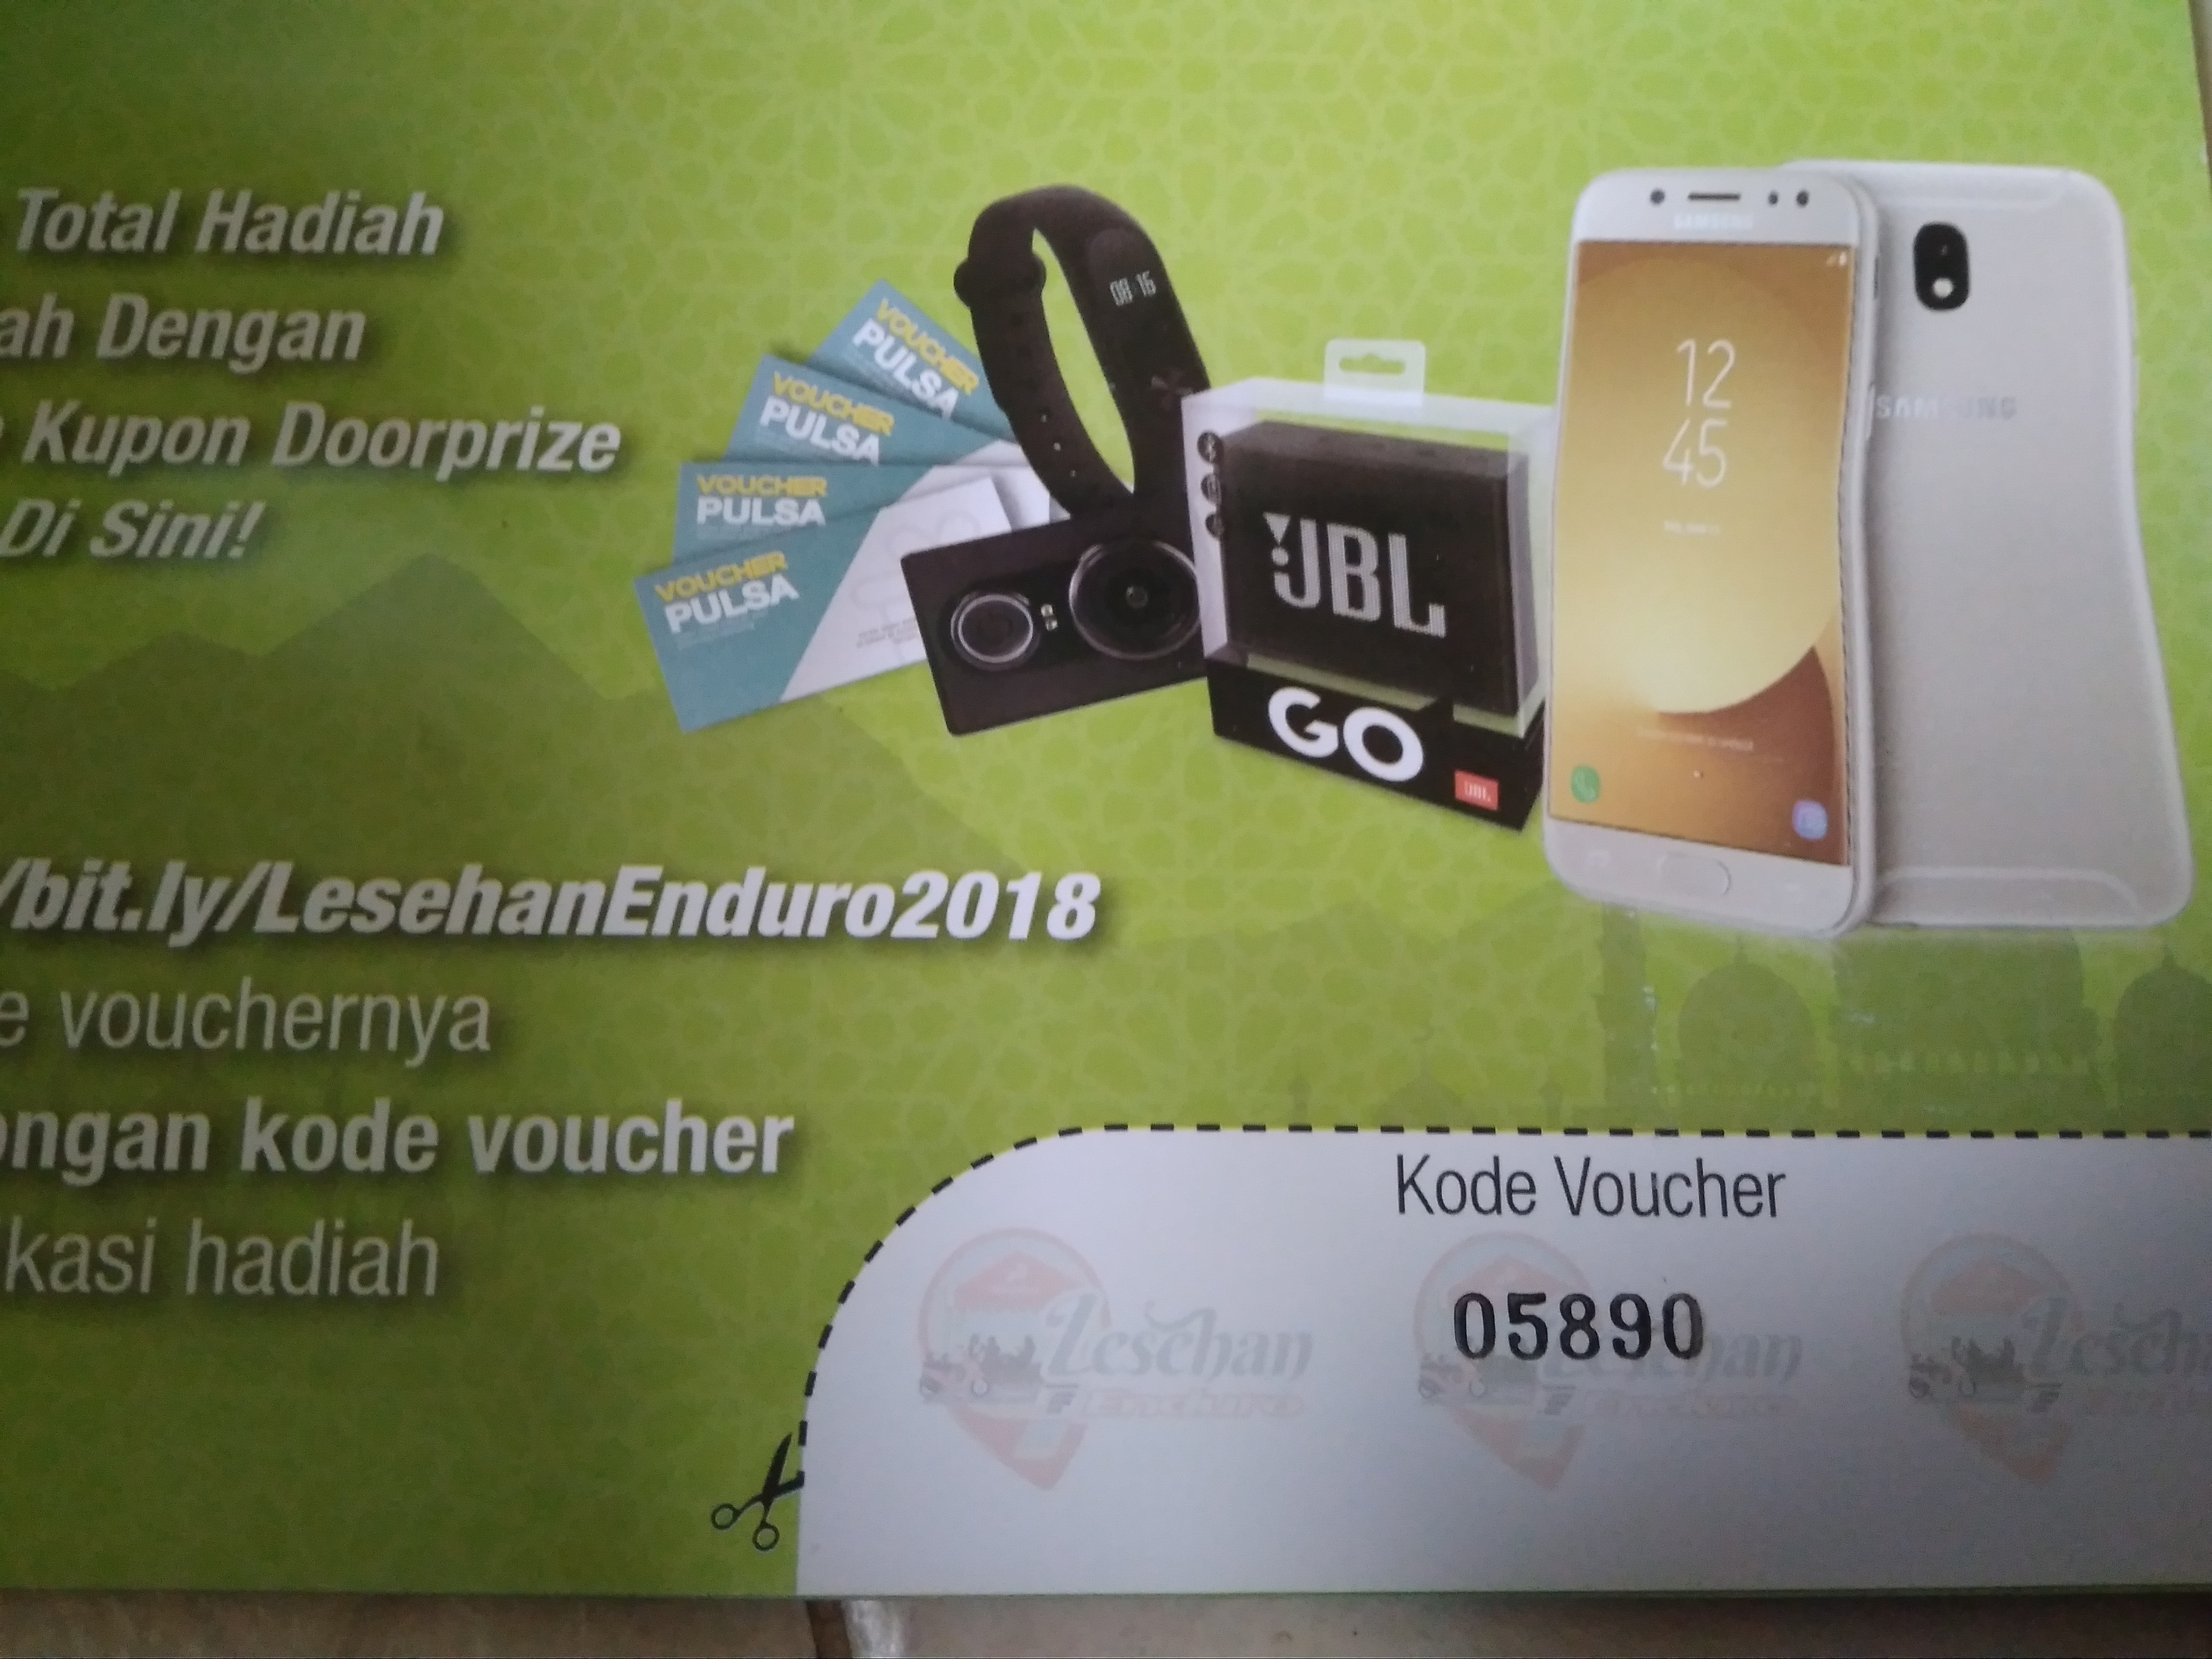 Total Hadiah
ah Dengan
Kupon Doorprize
Di Sini!
VOUCHER
PULSA
VOUCHER
PULSA
VOUCHER
PULSA
VOUCHER
PULSA
08 15
JBL
GO
JBL
SAMSUNG
12
45
SAMSUNG
/bit.ly/LesehanEnduro2018
e vouchernya
ongan kode voucher
kasi hadiah
Kode Voucher
05890
Lesehan
Enduro
Lesehan
Enduro
Leseh